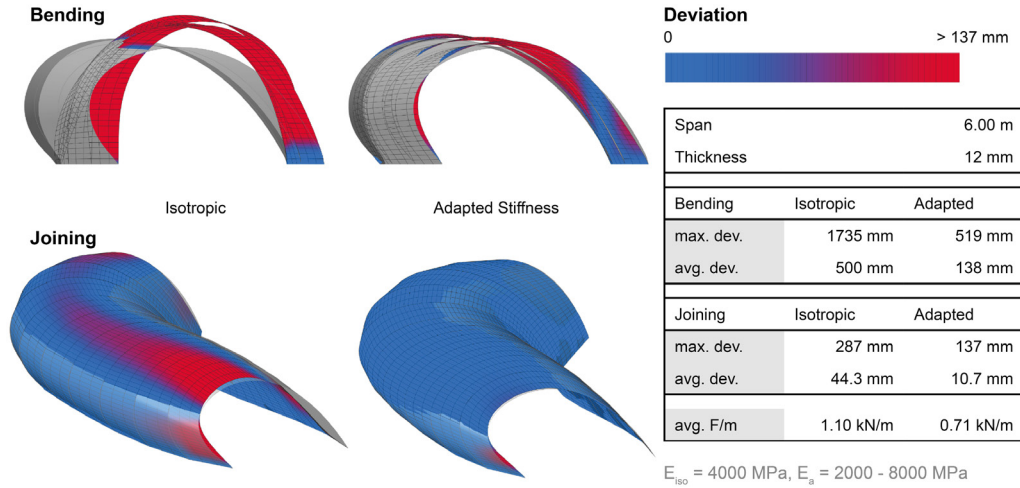 Bending
Isotropic
Adapted Stiffness
Joining
Deviation
0 > 137 mm
Span 6.00 m
Thickness 12 mm
Bending Isotropic Adapted
max. dev. 1735 mm 519 mm
avg. dev. 500 mm 138 mm
Joining Isotropic Adapted
max. dev. 287 mm 137 mm
avg. dev. 44.3 mm 10.7 mm
avg. F/m 1.10 kN/m 0.71 kN/m
E_iso = 4000 MPa, E_a = 2000 - 8000 MPa